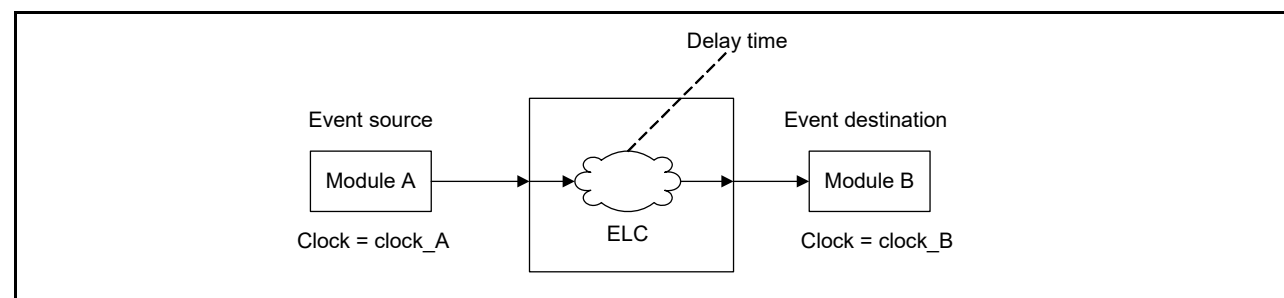 Delay time
Event source
Event destination
Module A
Module B
ELC
Clock = clock_A
Clock = clock_B